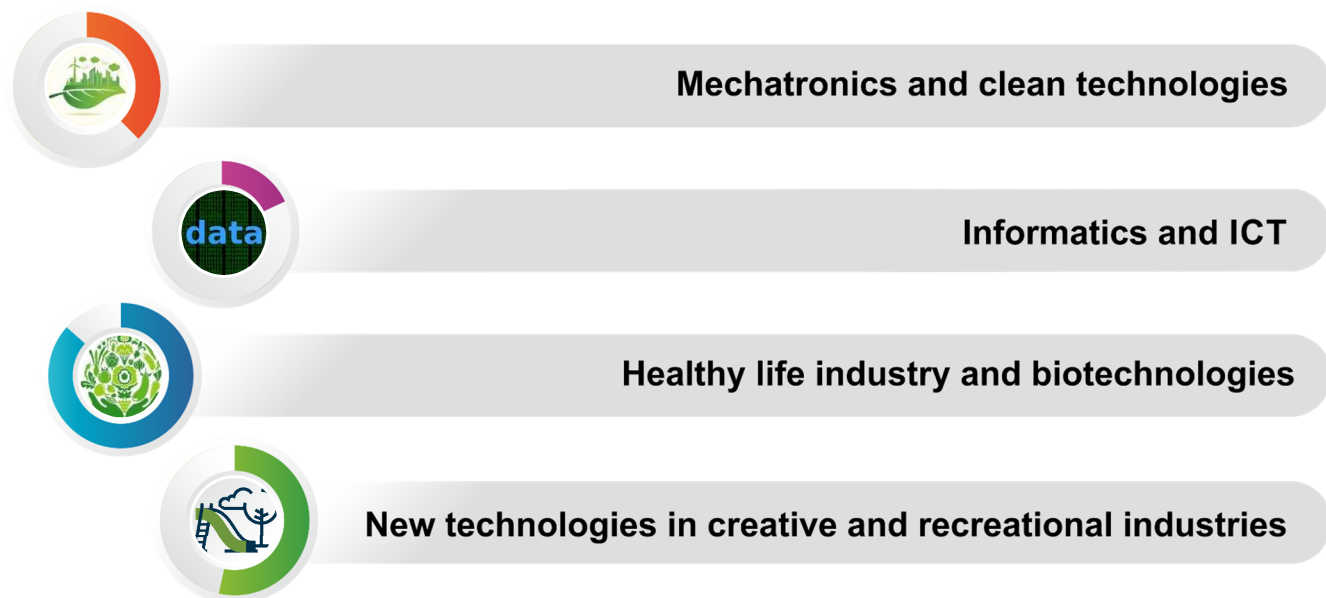 Mechatronics and clean technologies
data
Informatics and ICT
Healthy life industry and biotechnologies
New technologies in creative and recreational industries